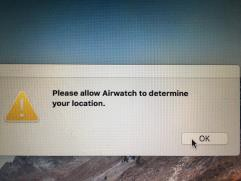 Please allow Airwatch to determine
your location.
OK